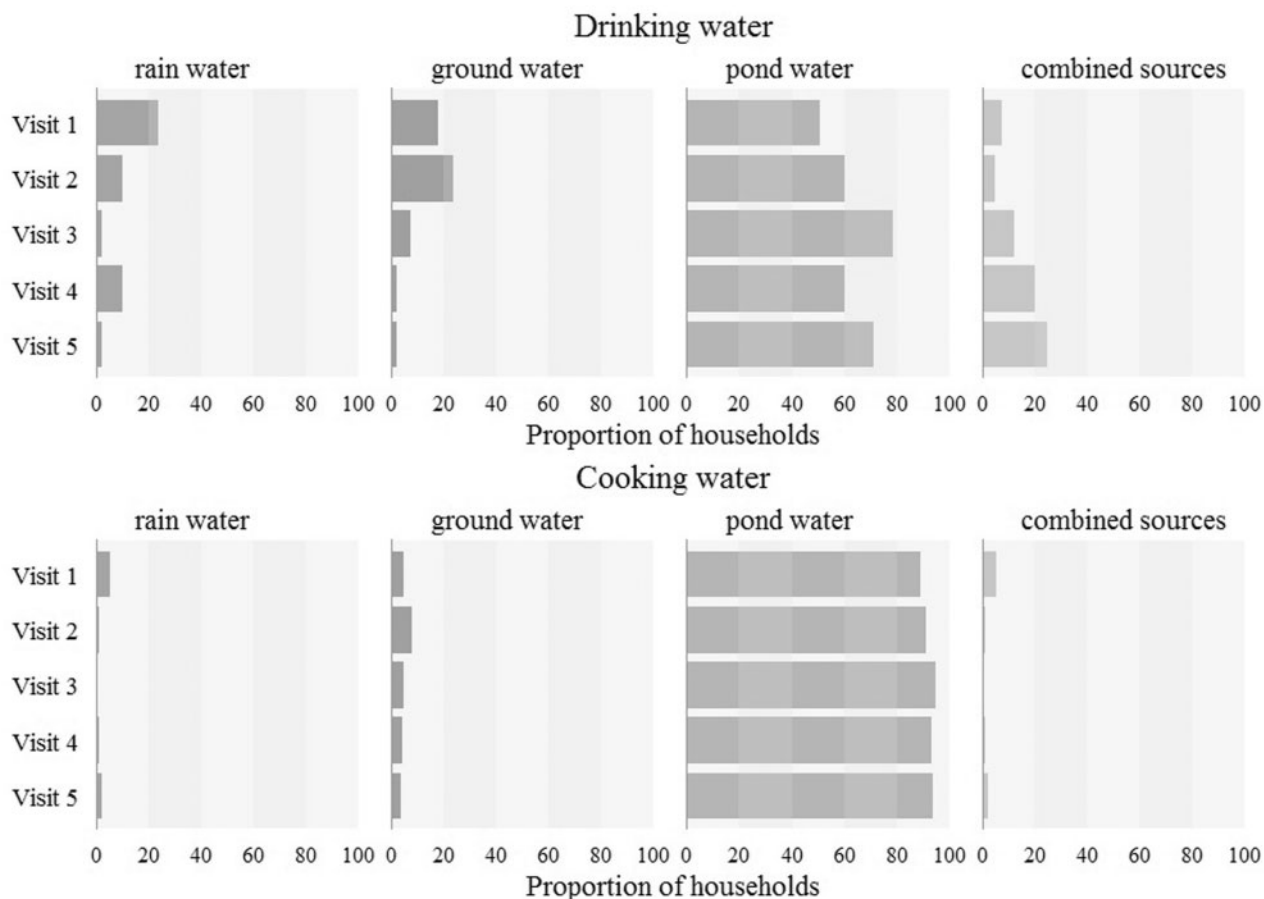 Drinking water
rain water ground water pond water combined sources
Visit 1
Visit 2
Visit 3
Visit 4
Visit 5
0 20 40 60 80 100 0 20 40 60 80 100 0 20 40 60 80 100 0 20 40 60 80 100
Proportion of households
Cooking water
rain water ground water pond water combined sources
Visit 1
Visit 2
Visit 3
Visit 4
Visit 5
0 20 40 60 80 100 0 20 40 60 80 100 0 20 40 60 80 100 0 20 40 60 80 100
Proportion of households